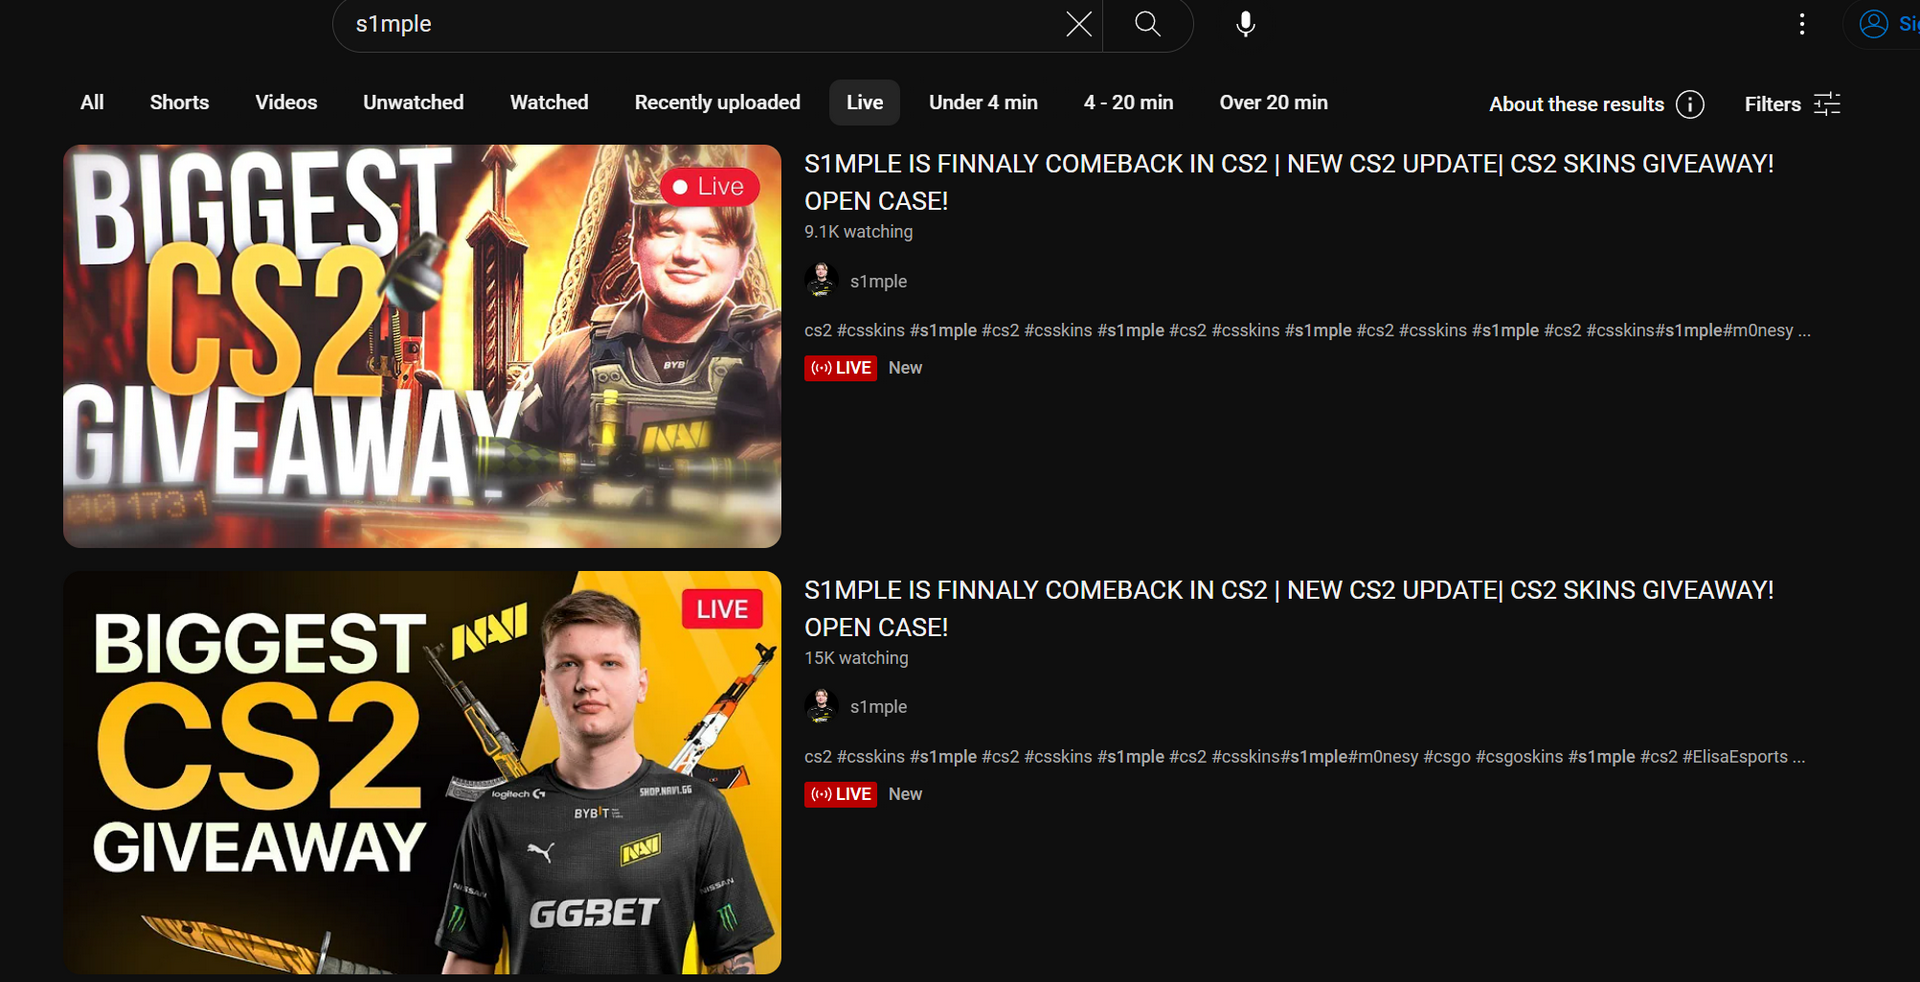 s1mple
Sig
All Shorts Videos Unwatched Watched Recently uploaded Live Under 4 min 4 - 20 min Over 20 min About these results Filters
BIGGEST
CS2
GIVEAWAY
Live
BYB
NAVI
00:1731
S1MPLE IS FINNALY COMEBACK IN CS2 | NEW CS2 UPDATE| CS2 SKINS GIVEAWAY!
OPEN CASE!
9.1K watching
s1mple
cs2 #csskins #s1mple #cs2 #csskins #s1mple #cs2 #csskins #s1mple #cs2 #csskins #s1mple #cs2 #csskins#s1mple#m0nesy ...
LIVE New
BIGGEST
CS2
GIVEAWAY
NAVI
LIVE
logitech G
SHOP.NAVI.GG
BYBIT
NAVI
NISSAN
NISSAN
GGBET
S1MPLE IS FINNALY COMEBACK IN CS2 | NEW CS2 UPDATE| CS2 SKINS GIVEAWAY!
OPEN CASE!
15K watching
s1mple
cs2 #csskins #s1mple #cs2 #csskins #s1mple #cs2 #csskins#s1mple#m0nesy #csgo #csgoskins #s1mple #cs2 #ElisaEsports ...
LIVE New